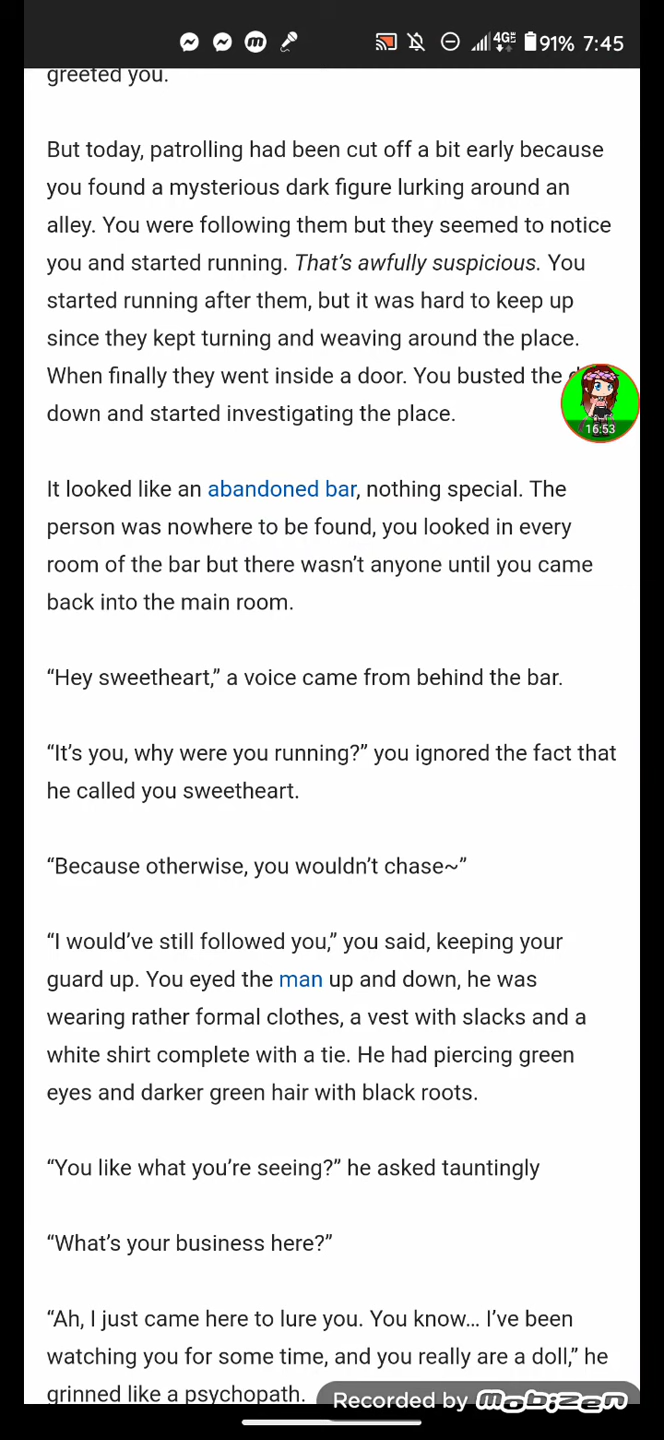 4GE 91% 7:45
greeted you.
But today, patrolling had been cut off a bit early because
you found a mysterious dark figure lurking around an
alley. You were following them but they seemed to notice
you and started running. That’s awfully suspicious. You
started running after them, but it was hard to keep up
since they kept turning and weaving around the place.
When finally they went inside a door. You busted the
16:53
down and started investigating the place.
It looked like an abandoned bar, nothing special. The
person was nowhere to be found, you looked in every
room of the bar but there wasn’t anyone until you came
back into the main room.
“Hey sweetheart,” a voice came from behind the bar.
“It’s you, why were you running?” you ignored the fact that
he called you sweetheart.
“Because otherwise, you wouldn’t chase~”
“I would’ve still followed you,” you said, keeping your
guard up. You eyed the man up and down, he was
wearing rather formal clothes, a vest with slacks and a
white shirt complete with a tie. He had piercing green
eyes and darker green hair with black roots.
“You like what you’re seeing?” he asked tauntingly
“What’s your business here?”
“Ah, I just came here to lure you. You know… I’ve been
watching you for some time, and you really are a doll,” he
grinned like a psychopath.
Recorded by mobizen